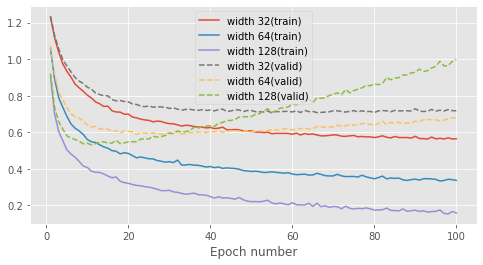 1.2
1.0
0.8
0.6
0.4
0.2
width 32(train)
width 64(train)
width 128(train)
width 32(valid)
width 64(valid)
width 128(valid)
0 20 40 60 80 100
Epoch number